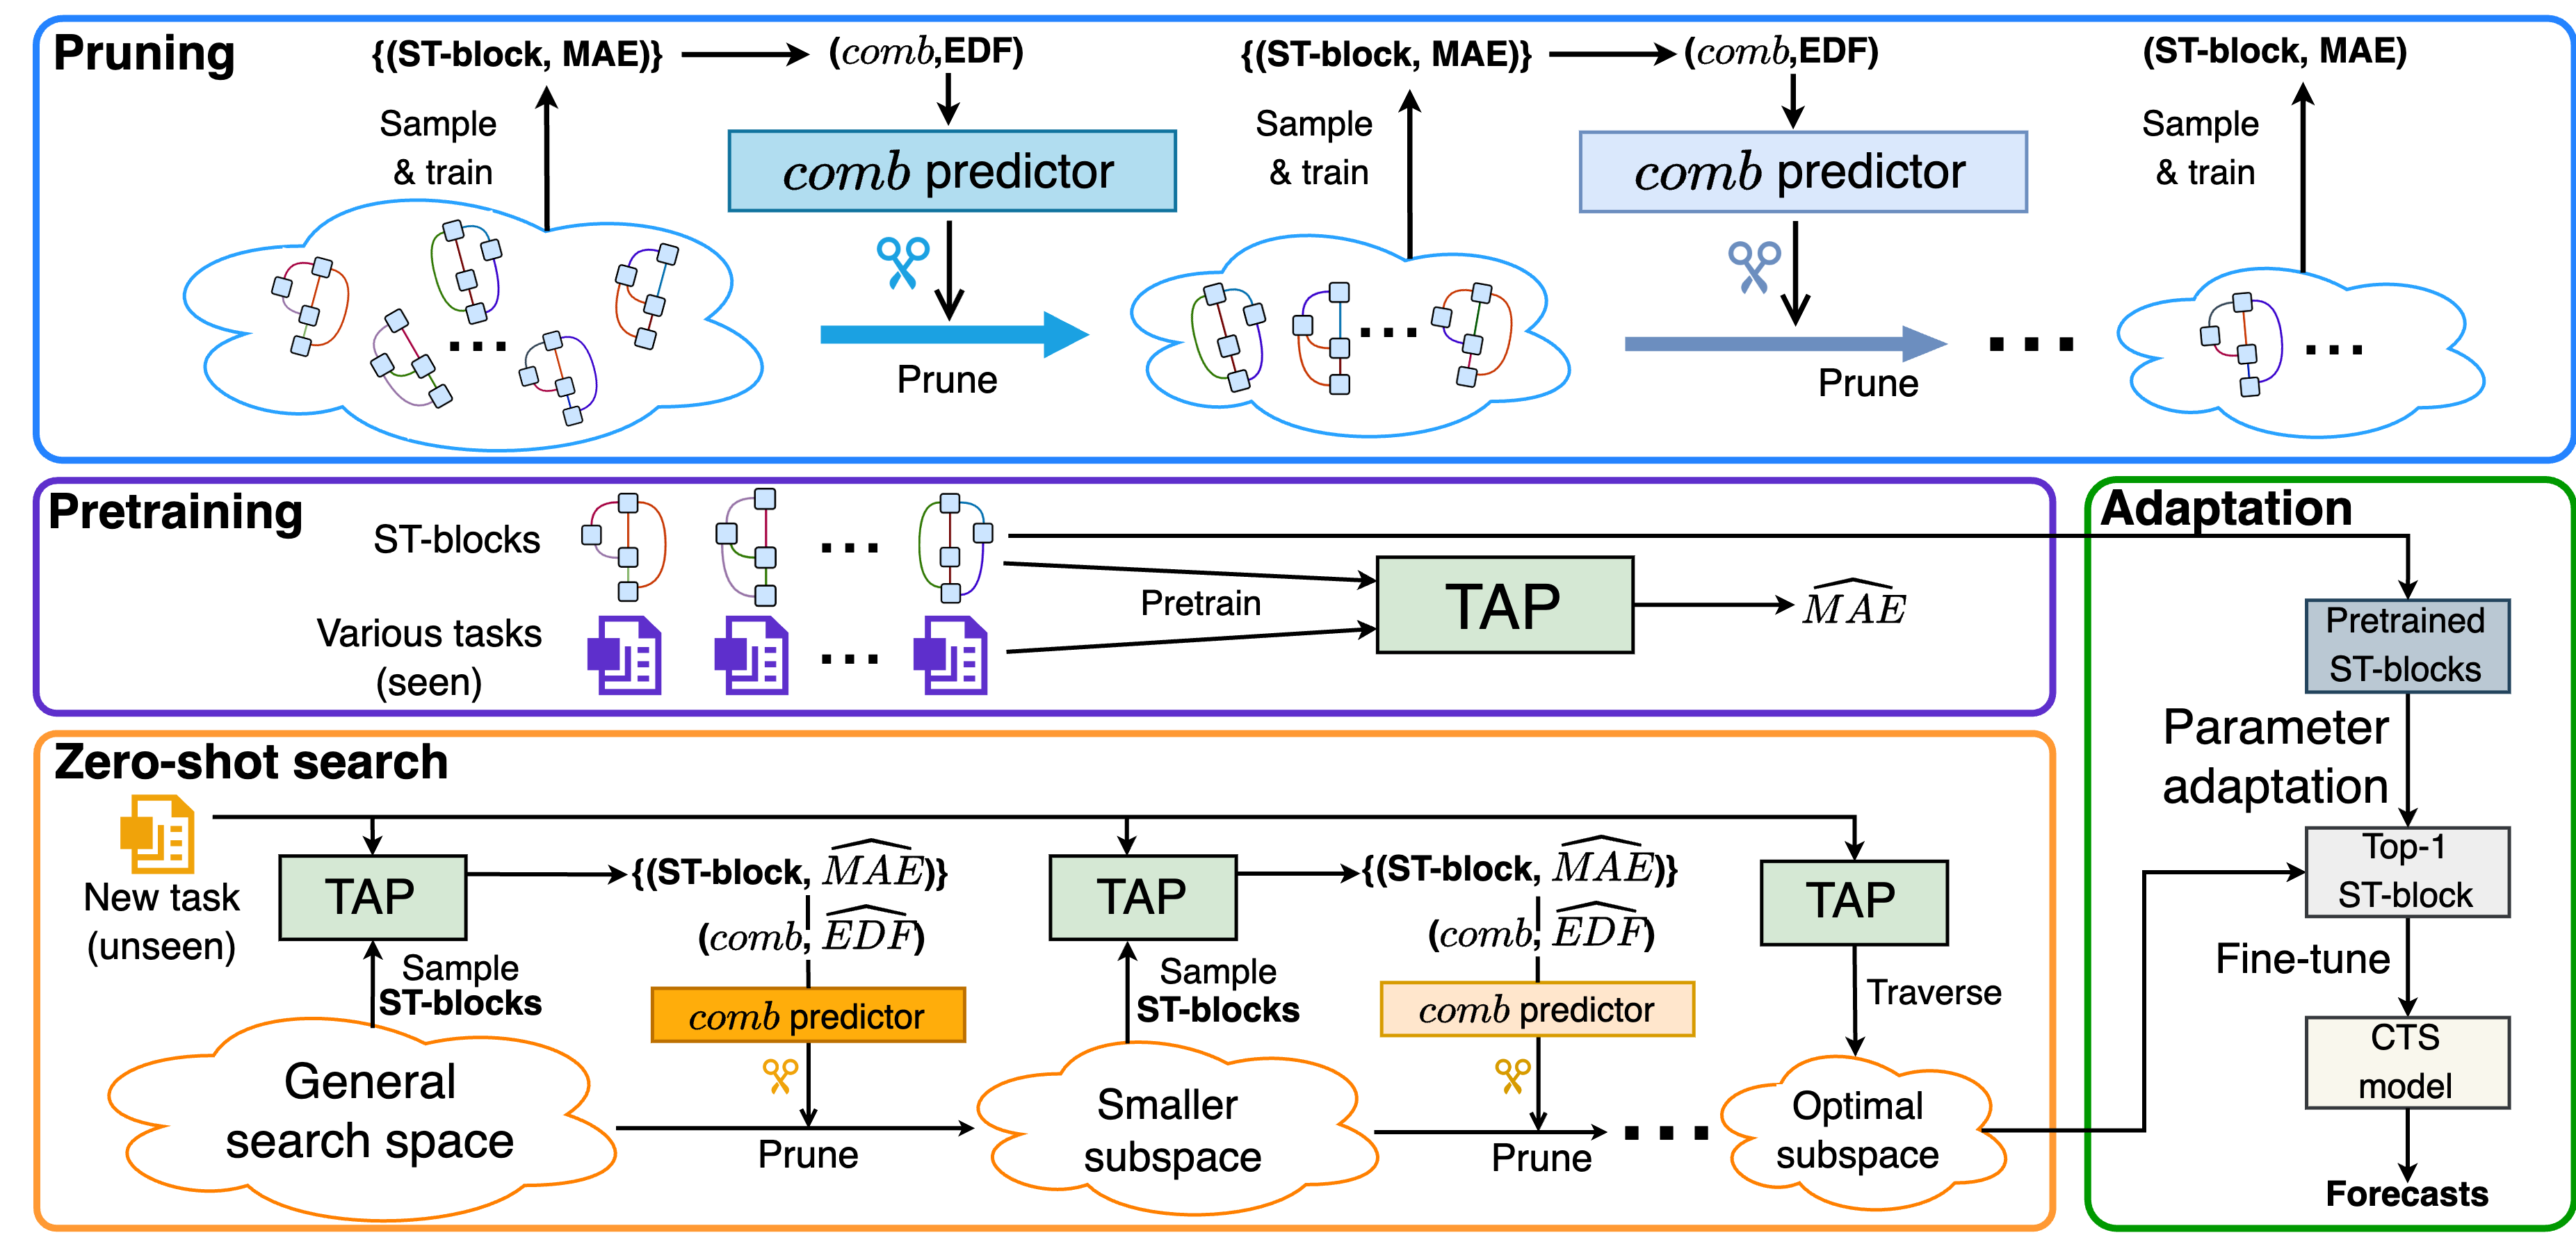 Pruning
{(ST-block, MAE)}
(comb,EDF)
{(ST-block, MAE)}
(comb,EDF)
(ST-block, MAE)
Sample
& train
comb predictor
Sample
& train
comb predictor
Sample
& train
...
...
...
...
Prune
Prune
Pretraining
ST-blocks
...
Various tasks
(seen)
...
Pretrain
TAP
\widehat{MAE}
Adaptation
Pretrained
ST-blocks
Parameter
adaptation
Top-1
ST-block
Fine-tune
CTS
model
Forecasts
Zero-shot search
New task
(unseen)
TAP
{(ST-block, \widehat{MAE})}
(comb, \widehat{EDF})
Sample
ST-blocks
comb predictor
General
search space
Prune
TAP
{(ST-block, \widehat{MAE})}
(comb, \widehat{EDF})
Sample
ST-blocks
comb predictor
Smaller
subspace
Prune
...
TAP
Traverse
Optimal
subspace